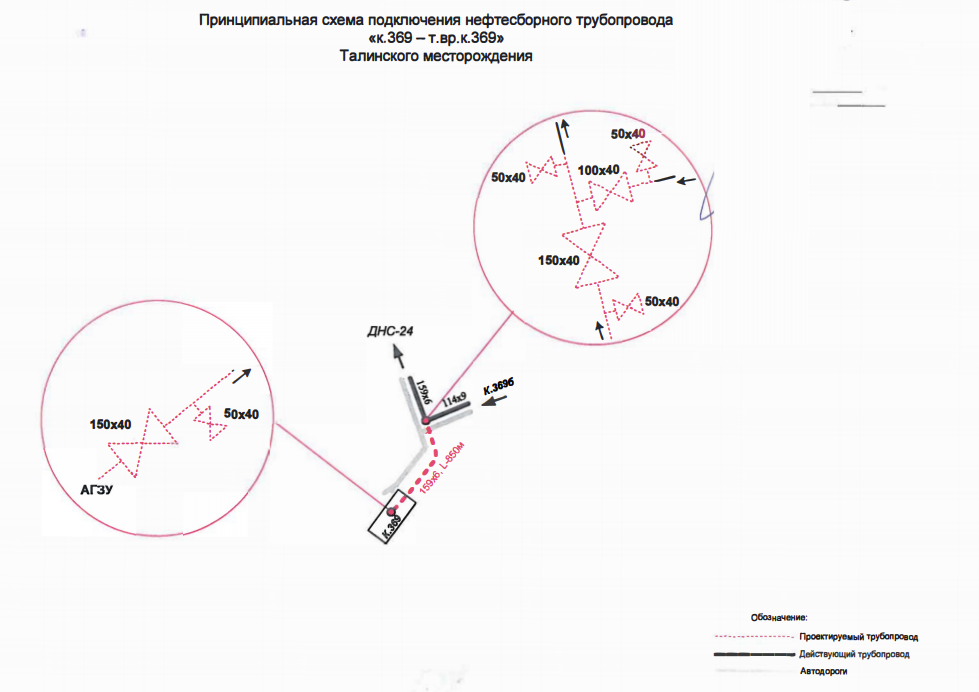 Принципиальная схема подключения нефтесборного трубопровода
«к.369 – т.вр.к.369»
Талинского месторождения
50х40
50х40
100х40
150х40
50х40
ДНС-24
159х6
114х9
К.369б
150х40
50х40
АГЗУ
159х6, L-850м
К.369
Обозначение:
Проектируемый трубопровод
Действующий трубопровод
Автодороги